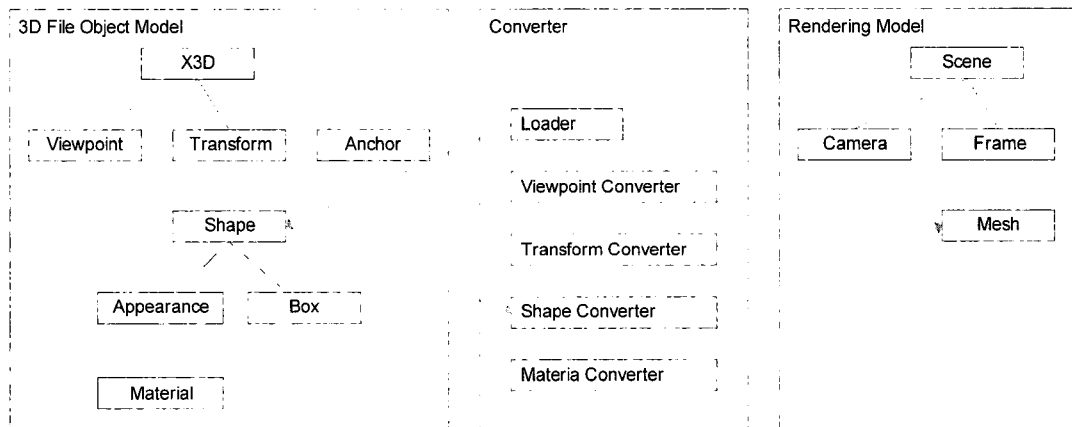 3D File Object Model
X3D
Viewpoint
Transform
Anchor
Shape
Appearance
Box
Material
Converter
Loader
Viewpoint Converter
Transform Converter
Shape Converter
Materia Converter
Rendering Model
Scene
Camera
Frame
Mesh